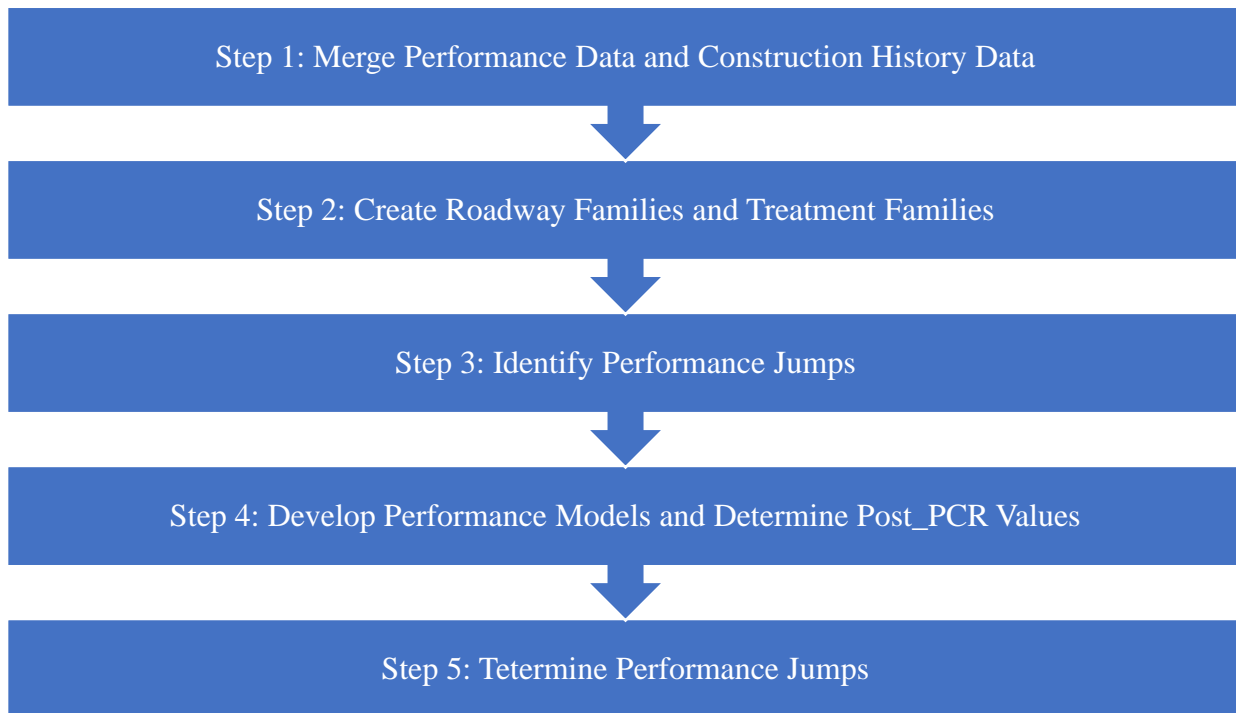 Step 1: Merge Performance Data and Construction History Data
Step 2: Create Roadway Families and Treatment Families
Step 3: Identify Performance Jumps
Step 4: Develop Performance Models and Determine Post_PCR Values
Step 5: Tetermine Performance Jumps